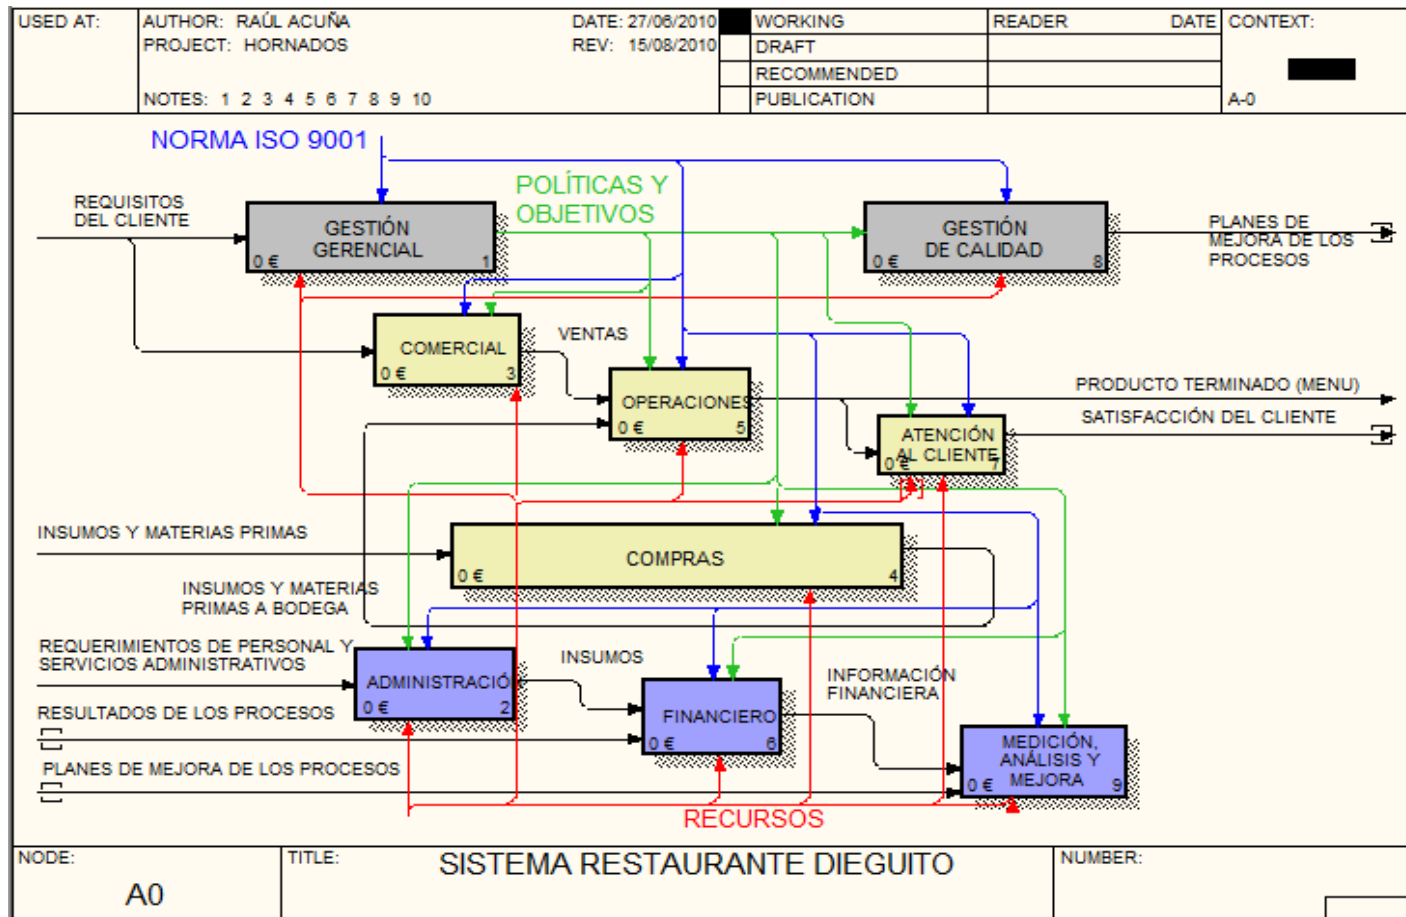 USED AT:
AUTHOR: RAÚL ACUÑA
DATE: 27/06/2010
WORKING
READER
DATE
CONTEXT:
PROJECT: HORNADOS
REV: 15/08/2010
DRAFT
RECOMMENDED
NOTES: 1 2 3 4 5 6 7 8 9 10
PUBLICATION
A-0
NORMA ISO 9001
REQUISITOS
DEL CLIENTE
POLÍTICAS Y
OBJETIVOS
GESTIÓN
GERENCIAL
0 €
1
GESTIÓN
DE CALIDAD
0 €
8
PLANES DE
MEJORA DE LOS
PROCESOS
COMERCIAL
0 €
3
VENTAS
OPERACIONES
0 €
5
PRODUCTO TERMINADO (MENU)
SATISFACCIÓN DEL CLIENTE
ATENCIÓN
AL CLIENTE
0 €
7
INSUMOS Y MATERIAS PRIMAS
COMPRAS
0 €
4
INSUMOS Y MATERIAS
PRIMAS A BODEGA
REQUERIMIENTOS DE PERSONAL Y
SERVICIOS ADMINISTRATIVOS
ADMINISTRACIÓ
0 €
2
INSUMOS
INFORMACIÓN
FINANCIERA
RESULTADOS DE LOS PROCESOS
FINANCIERO
0 €
6
MEDICIÓN,
ANÁLISIS Y
MEJORA
0 €
9
PLANES DE MEJORA DE LOS PROCESOS
RECURSOS
NODE:
A0
TITLE:
SISTEMA RESTAURANTE DIEGUITO
NUMBER: